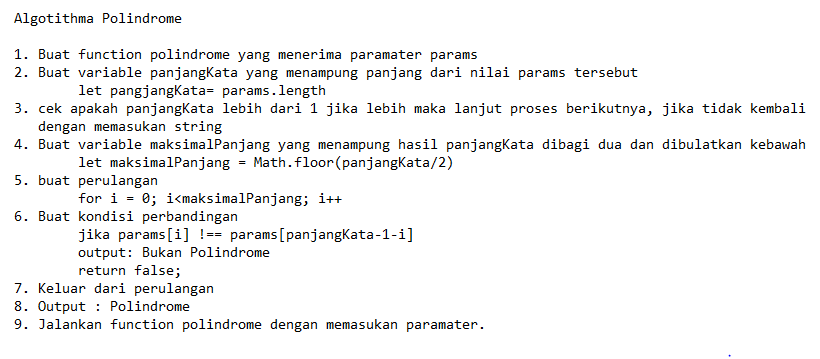 Algotithma Polindrome
1. Buat function polindrome yang menerima paramater params
2. Buat variable panjangKata yang menampung panjang dari nilai params tersebut
let pangjangKata= params.length
3. cek apakah panjangKata lebih dari 1 jika lebih maka lanjut proses berikutnya, jika tidak kembali
dengan memasukan string
4. Buat variable maksimalPanjang yang menampung hasil panjangKata dibagi dua dan dibulatkan kebawah
let maksimalPanjang = Math.floor(panjangKata/2)
5. buat perulangan
for i = 0; i<maksimalPanjang; i++
6. Buat kondisi perbandingan
jika params[i] !== params[panjangKata-1-i]
output: Bukan Polindrome
return false;
7. Keluar dari perulangan
8. Output : Polindrome
9. Jalankan function polindrome dengan memasukan paramater.